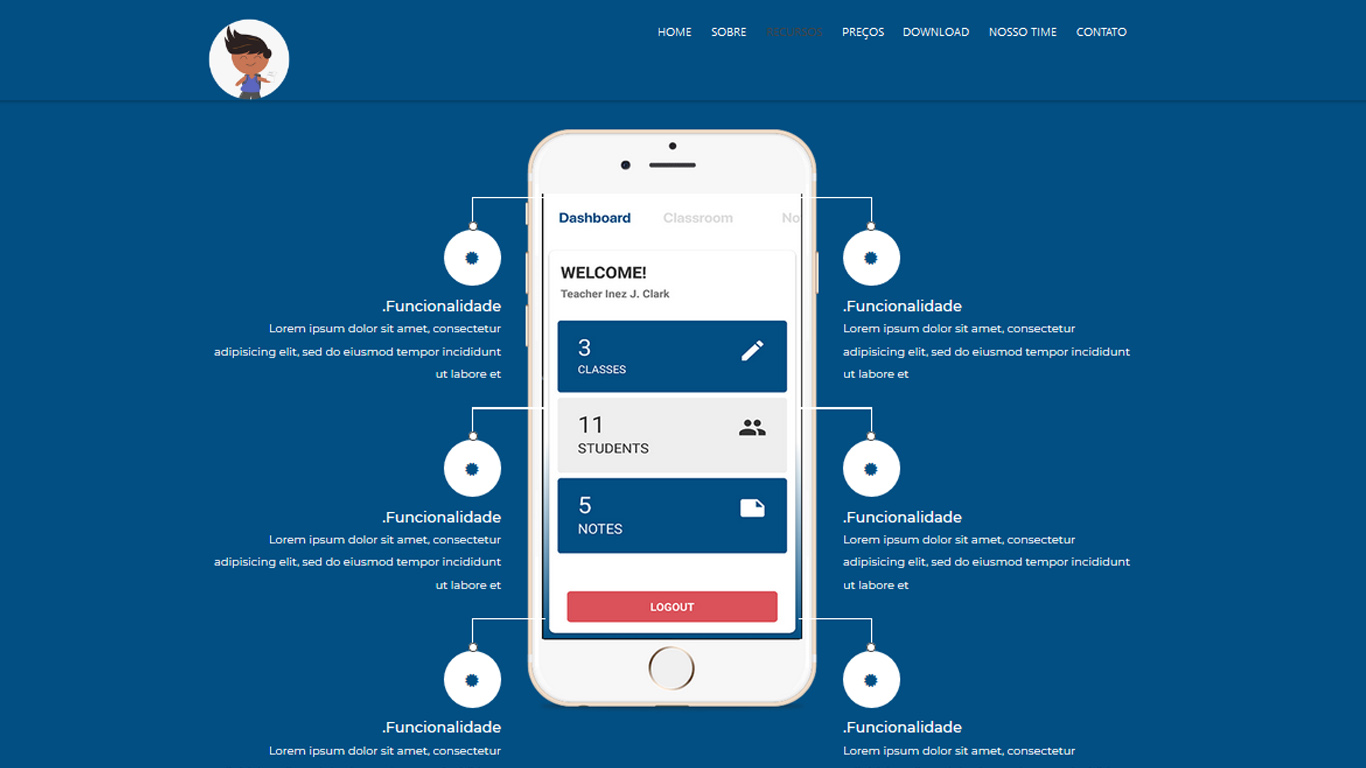 HOME SOBRE RECURSOS PREÇOS DOWNLOAD NOSSO TIME CONTATO
Dashboard Classroom No
WELCOME!
Teacher Inez J. Clark
3
CLASSES
11
STUDENTS
5
NOTES
LOGOUT
.Funcionalidade
Lorem ipsum dolor sit amet, consectetur
adipisicing elit, sed do eiusmod tempor incididunt
ut labore et
.Funcionalidade
Lorem ipsum dolor sit amet, consectetur
adipisicing elit, sed do eiusmod tempor incididunt
ut labore et
.Funcionalidade
Lorem ipsum dolor sit amet, consectetur
.Funcionalidade
Lorem ipsum dolor sit amet, consectetur
adipisicing elit, sed do eiusmod tempor incididunt
ut labore et
.Funcionalidade
Lorem ipsum dolor sit amet, consectetur
adipisicing elit, sed do eiusmod tempor incididunt
ut labore et
.Funcionalidade
Lorem ipsum dolor sit amet, consectetur